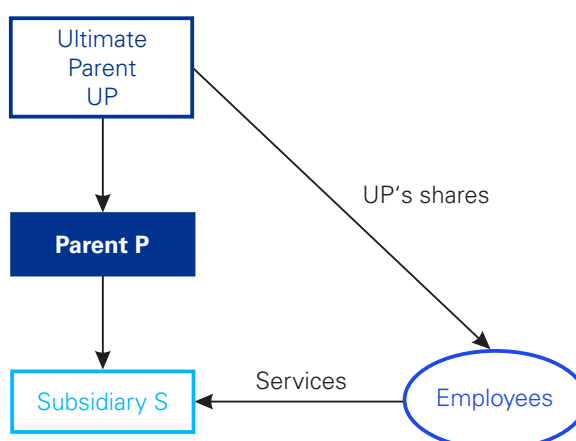 Ultimate
Parent
UP
UP‘s shares
Parent P
Services
Subsidiary S
Employees